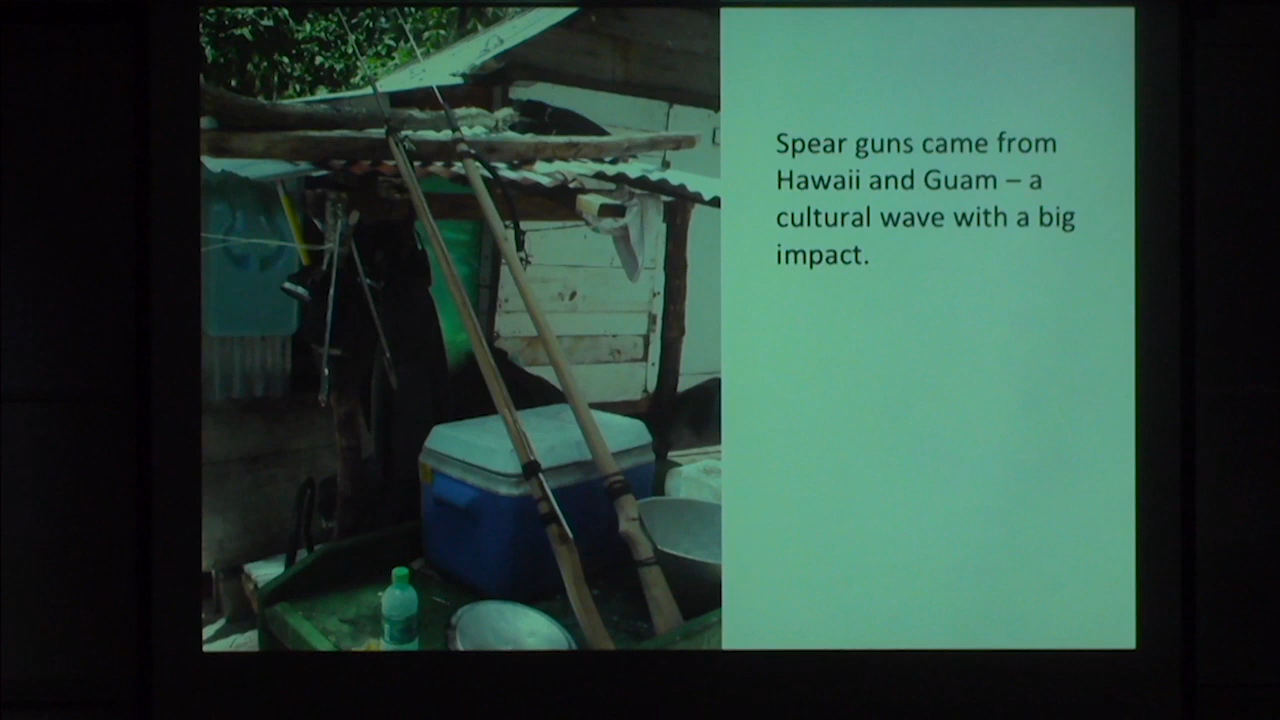 Spear guns came from
Hawaii and Guam – a
cultural wave with a big
impact.